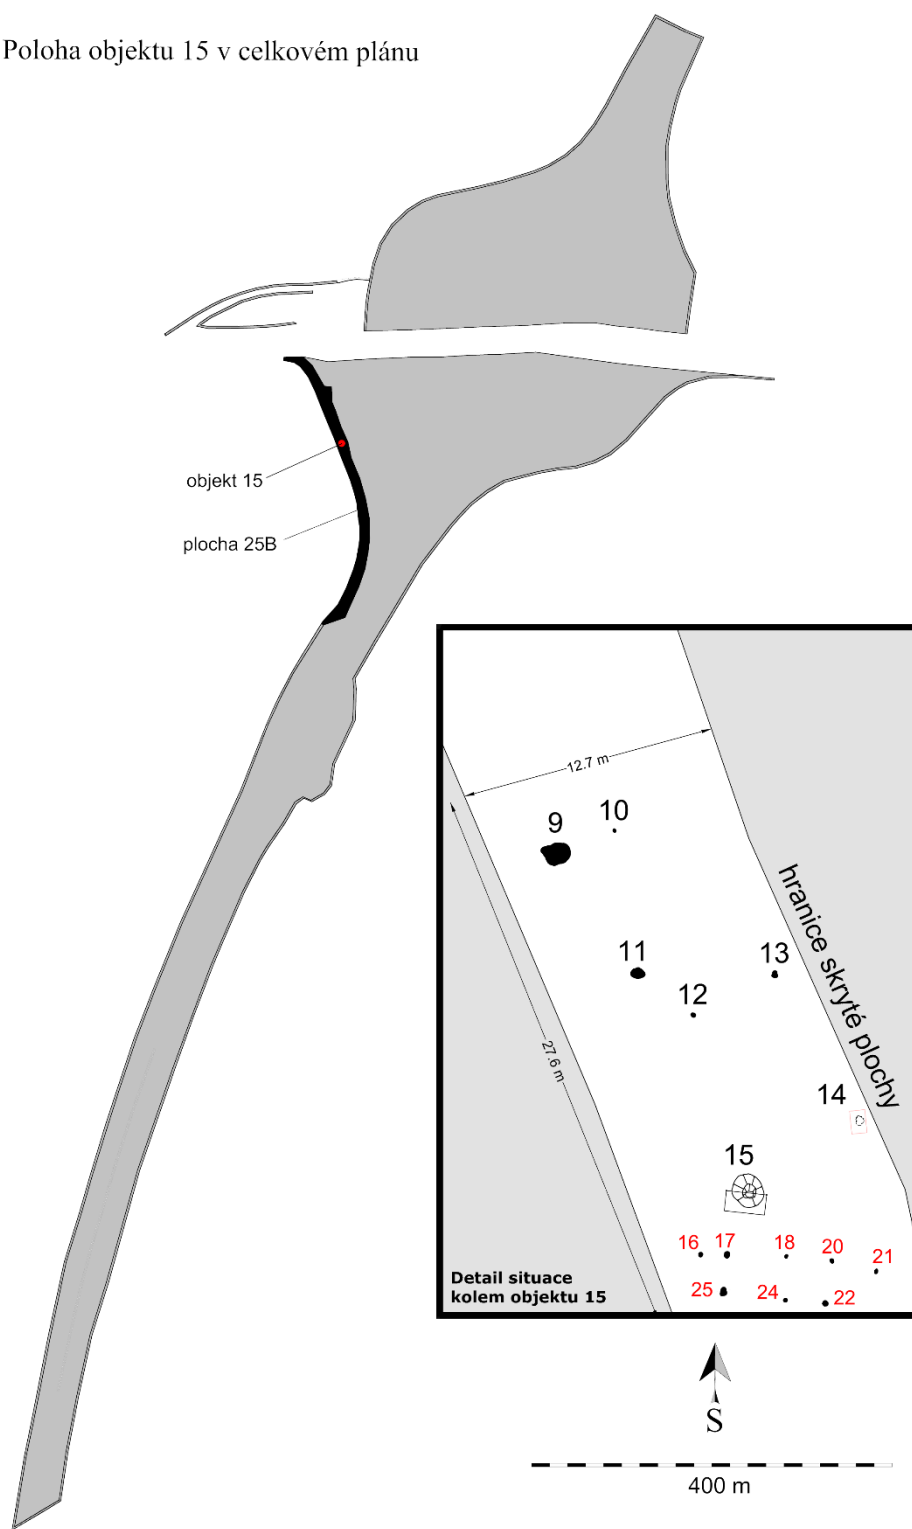 Poloha objektu 15 v celkovém plánu
objekt 15
plocha 25B
12.7 m
9
10
hranice skryté plochy
11
13
12
27.6 m
14
15
16
17
18
20
21
25
24
22
Detail situace
kolem objektu 15
S
400 m